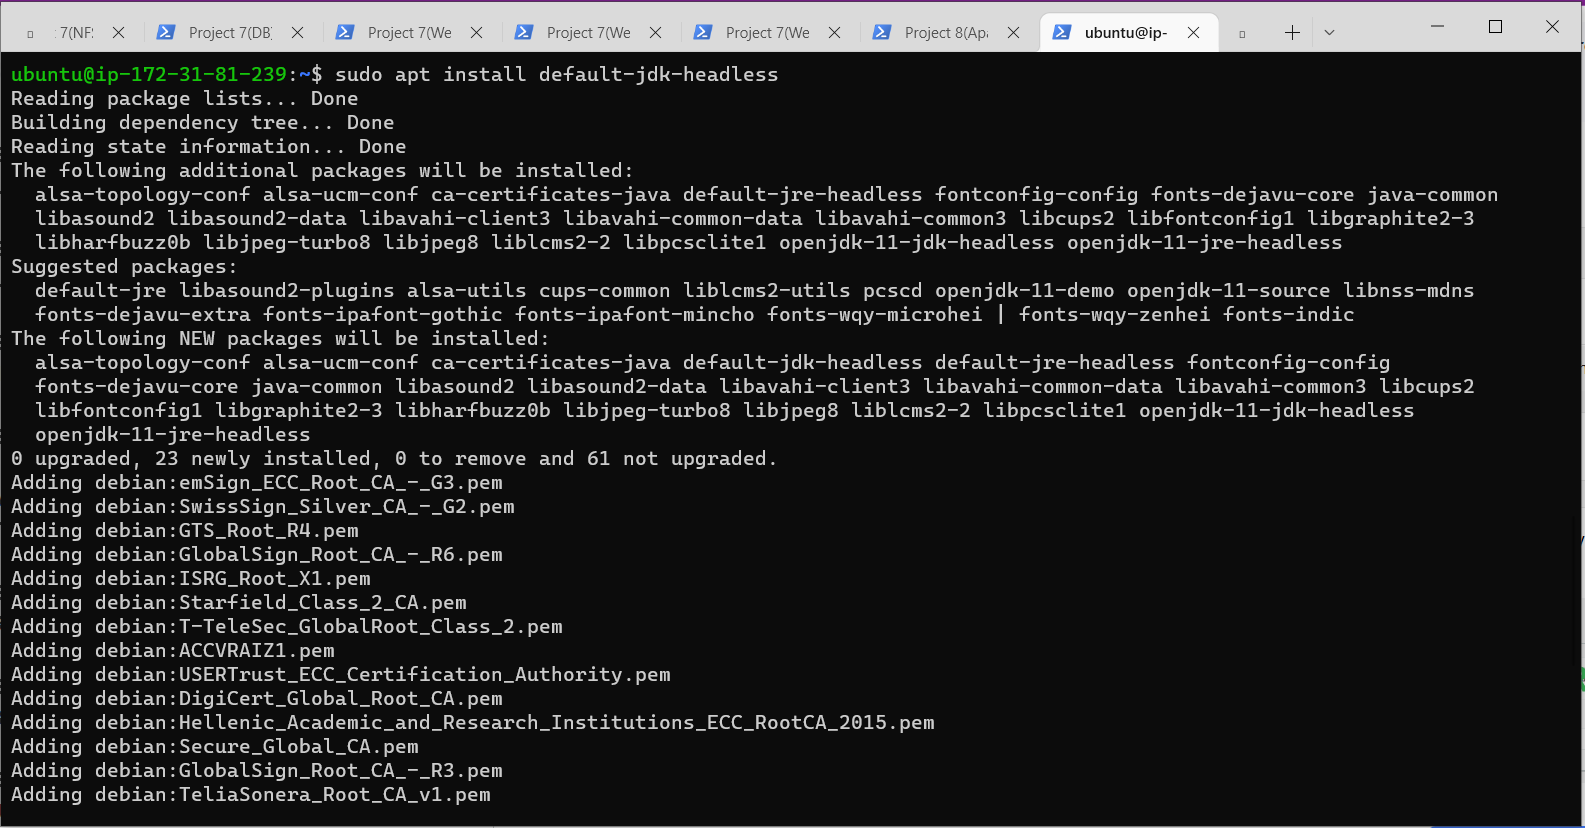 7(NFS
Project 7(DB)
Project 7(We
Project 7(We
Project 7(We
Project 8(Apa
ubuntu@ip-
ubuntu@ip-172-31-81-239:~$ sudo apt install default-jdk-headless
Reading package lists... Done
Building dependency tree... Done
Reading state information... Done
The following additional packages will be installed:
alsa-topology-conf alsa-ucm-conf ca-certificates-java default-jre-headless fontconfig-config fonts-dejavu-core java-common
libasound2 libasound2-data libavahi-client3 libavahi-common-data libavahi-common3 libcups2 libfontconfig1 libgraphite2-3
libharfbuzz0b libjpeg-turbo8 libjpeg8 liblcms2-2 libpcsclite1 openjdk-11-jdk-headless openjdk-11-jre-headless
Suggested packages:
default-jre libasound2-plugins alsa-utils cups-common liblcms2-utils pcscd openjdk-11-demo openjdk-11-source libnss-mdns
fonts-dejavu-extra fonts-ipafont-gothic fonts-ipafont-mincho fonts-wqy-microhei | fonts-wqy-zenhei fonts-indic
The following NEW packages will be installed:
alsa-topology-conf alsa-ucm-conf ca-certificates-java default-jdk-headless default-jre-headless fontconfig-config
fonts-dejavu-core java-common libasound2 libasound2-data libavahi-client3 libavahi-common-data libavahi-common3 libcups2
libfontconfig1 libgraphite2-3 libharfbuzz0b libjpeg-turbo8 libjpeg8 liblcms2-2 libpcsclite1 openjdk-11-jdk-headless
openjdk-11-jre-headless
0 upgraded, 23 newly installed, 0 to remove and 61 not upgraded.
Adding debian:emSign_ECC_Root_CA_-_G3.pem
Adding debian:SwissSign_Silver_CA_-_G2.pem
Adding debian:GTS_Root_R4.pem
Adding debian:GlobalSign_Root_CA_-_R6.pem
Adding debian:ISRG_Root_X1.pem
Adding debian:Starfield_Class_2_CA.pem
Adding debian:T-TeleSec_GlobalRoot_Class_2.pem
Adding debian:ACCVRAIZ1.pem
Adding debian:USERTrust_ECC_Certification_Authority.pem
Adding debian:DigiCert_Global_Root_CA.pem
Adding debian:Hellenic_Academic_and_Research_Institutions_ECC_RootCA_2015.pem
Adding debian:Secure_Global_CA.pem
Adding debian:GlobalSign_Root_CA_-_R3.pem
Adding debian:TeliaSonera_Root_CA_v1.pem